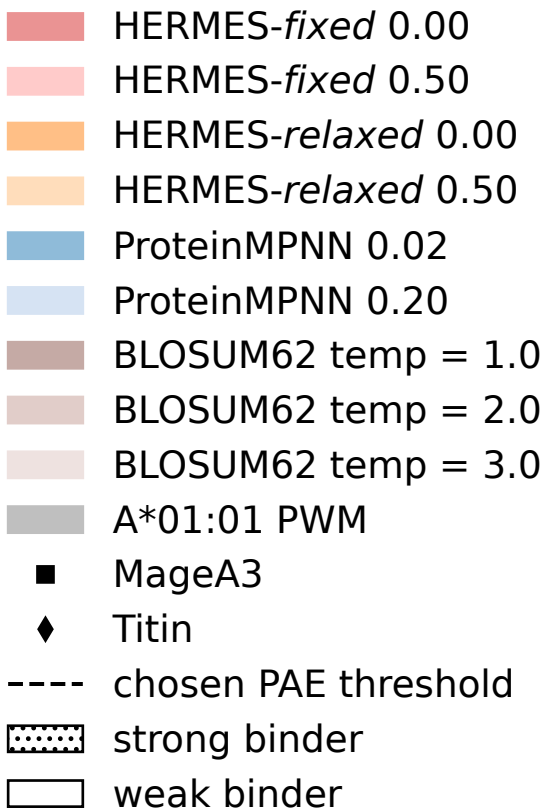 HERMES-fixed 0.00
HERMES-fixed 0.50
HERMES-relaxed 0.00
HERMES-relaxed 0.50
ProteinMPNN 0.02
ProteinMPNN 0.20
BLOSUM62 temp = 1.0
BLOSUM62 temp = 2.0
BLOSUM62 temp = 3.0
A*01:01 PWM
MageA3
Titin
chosen PAE threshold
strong binder
weak binder